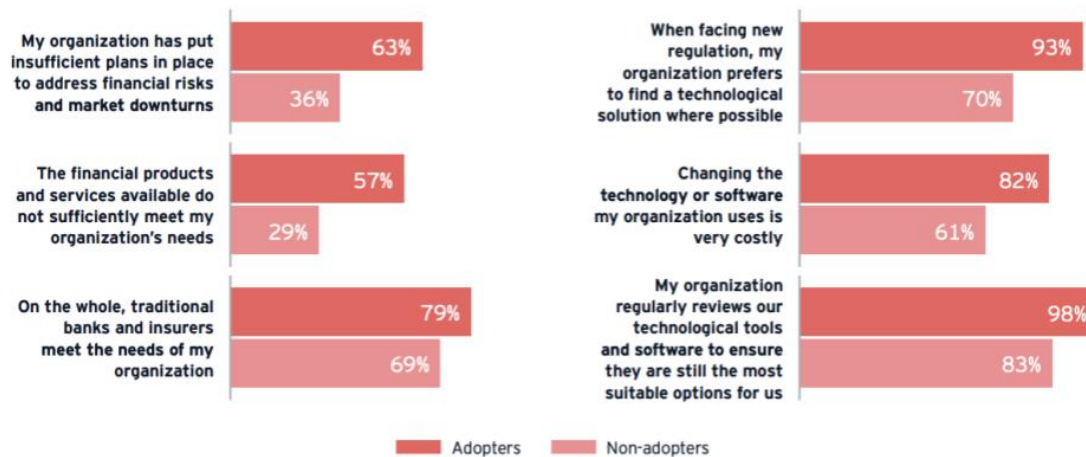 My organization has put
insufficient plans in place
to address financial risks
and market downturns
63%
36%
The financial products
and services available do
not sufficiently meet my
organization's needs
57%
29%
On the whole, traditional
banks and insurers
meet the needs of my
organization
79%
69%
When facing new
regulation, my
organization prefers
to find a technological
solution where possible
93%
70%
Changing the
technology or software
my organization uses is
very costly
82%
61%
My organization
regularly reviews our
technological tools
and software to ensure
they are still the most
suitable options for us
98%
83%
Adopters
Non-adopters